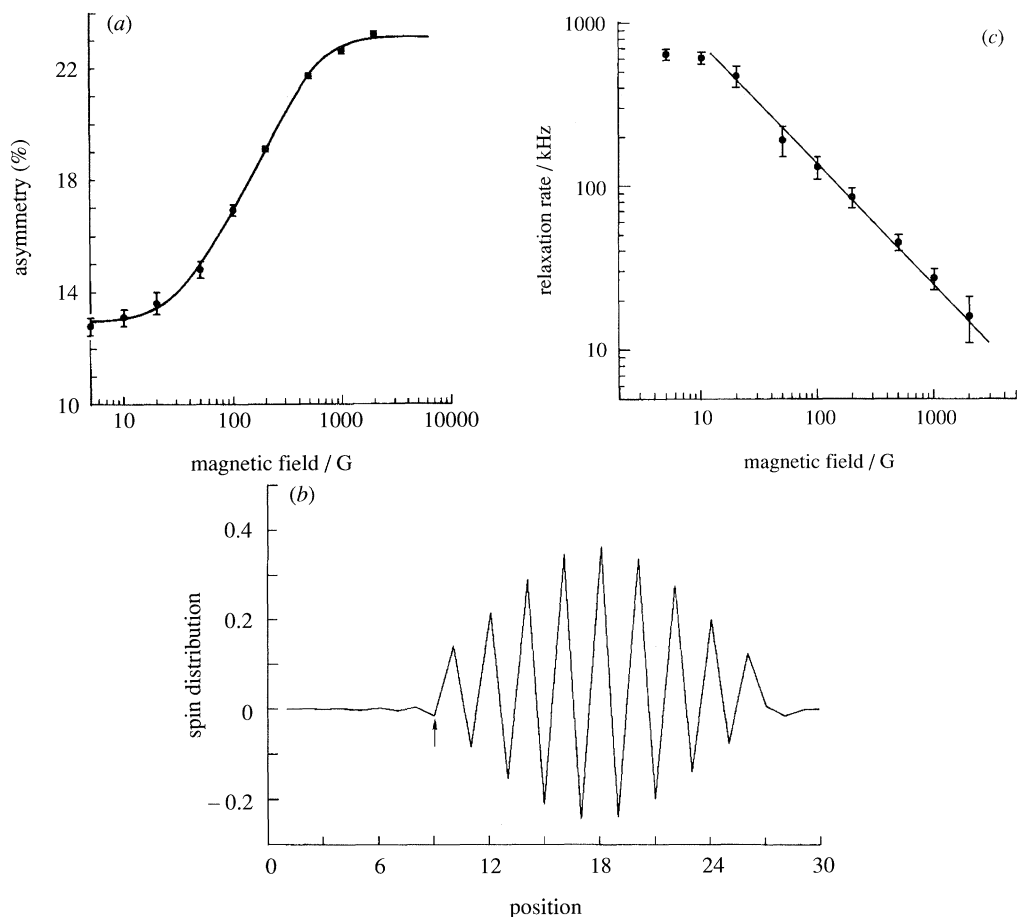 (a)
22
18
14
10
asymmetry (%)
10 100 1000 10000
magnetic field / G
(c)
1000
100
10
relaxation rate / kHz
10 100 1000
magnetic field / G
(b)
0.4
0.2
0
−0.2
spin distribution
0 6 12 18 24 30
position